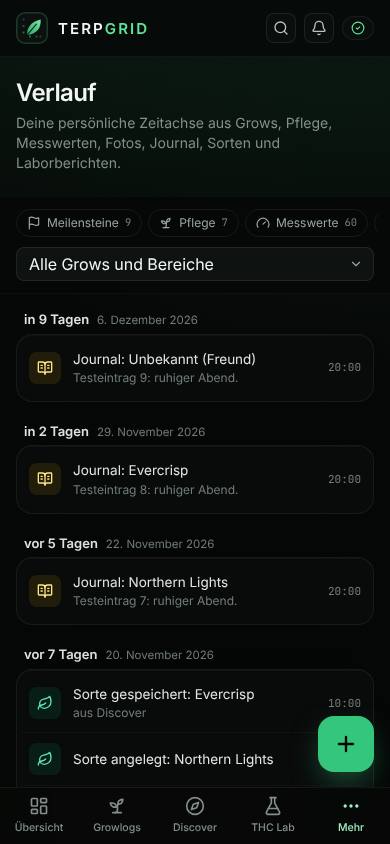 TERPGRID
Verlauf
Deine persönliche Zeitachse aus Grows, Pflege,
Messwerten, Fotos, Journal, Sorten und
Laborberichten.
Meilensteine 9 Pflege 7 Messwerte 60
Alle Grows und Bereiche
in 9 Tagen 6. Dezember 2026
Journal: Unbekannt (Freund)
Testeintrag 9: ruhiger Abend.
20:00
in 2 Tagen 29. November 2026
Journal: Evercrisp
Testeintrag 8: ruhiger Abend.
20:00
vor 5 Tagen 22. November 2026
Journal: Northern Lights
Testeintrag 7: ruhiger Abend.
20:00
vor 7 Tagen 20. November 2026
Sorte gespeichert: Evercrisp
aus Discover
10:00
Sorte angelegt: Northern Lights
Übersicht Growlogs Discover THC Lab Mehr